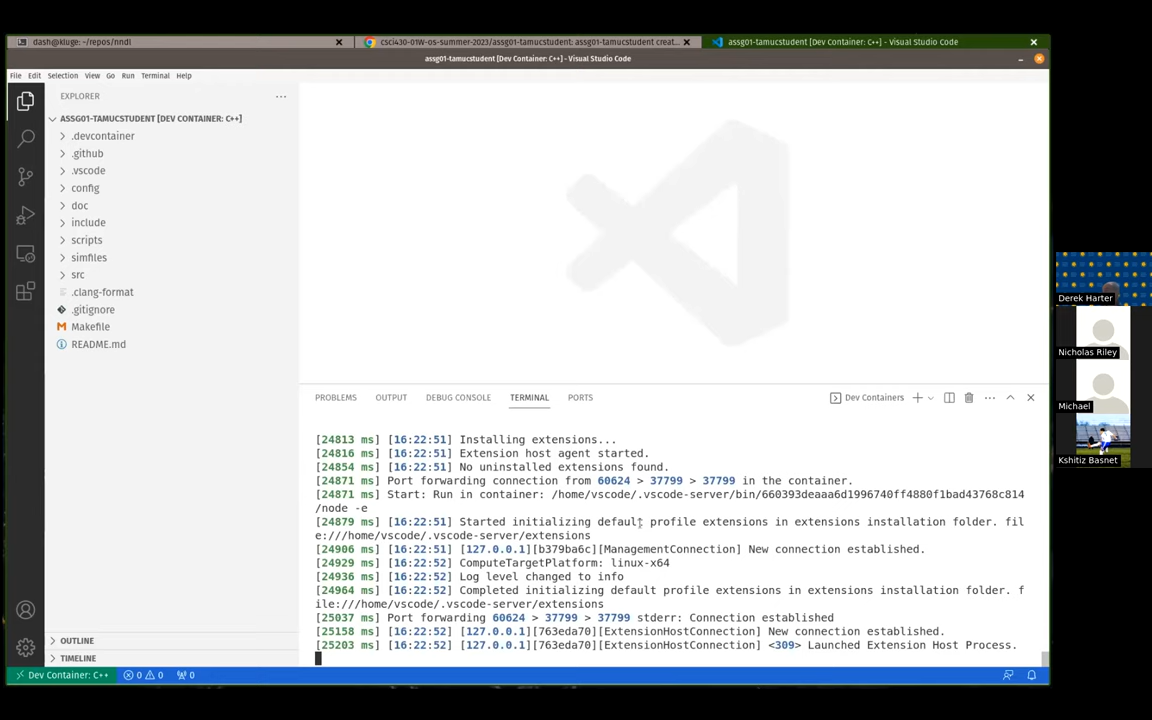 dash@kluge: ~/repos/nndi
csci430-01W-os-summer-2023/assg01-tamucstudent: assg01-tamucstudent creat...
assg01-tamucstudent [Dev Container: C++] - Visual Studio Code
assg01-tamucstudent [Dev Container: C++] - Visual Studio Code
File Edit Selection View Go Run Terminal Help
EXPLORER
ASSG01-TAMUCSTUDENT [DEV CONTAINER: C++]
.devcontainer
.github
.vscode
config
doc
include
scripts
simfiles
src
.clang-format
.gitignore
Makefile
README.md
OUTLINE
TIMELINE
PROBLEMS OUTPUT DEBUG CONSOLE TERMINAL PORTS
Dev Containers
[24813 ms] [16:22:51] Installing extensions...
[24816 ms] [16:22:51] Extension host agent started.
[24854 ms] [16:22:51] No uninstalled extensions found.
[24871 ms] Port forwarding connection from 60624 > 37799 > 37799 in the container.
[24871 ms] Start: Run in container: /home/vscode/.vscode-server/bin/660393deaaa6d1996740ff4880f1bad43768c814
/node -e
[24879 ms] [16:22:51] Started initializing default profile extensions in extensions installation folder. fil
e:///home/vscode/.vscode-server/extensions
[24906 ms] [16:22:51] [127.0.0.1][b379ba6c][ManagementConnection] New connection established.
[24929 ms] [16:22:52] ComputeTargetPlatform: linux-x64
[24936 ms] [16:22:52] Log level changed to info
[24964 ms] [16:22:52] Completed initializing default profile extensions in extensions installation folder. f
ile:///home/vscode/.vscode-server/extensions
[25037 ms] Port forwarding 60624 > 37799 > 37799 stderr: Connection established
[25158 ms] [16:22:52] [127.0.0.1][763eda70][ExtensionHostConnection] New connection established.
[25203 ms] [16:22:52] [127.0.0.1][763eda70][ExtensionHostConnection] <309> Launched Extension Host Process.
Dev Container: C++ 0 0 0
Derek Harter
Nicholas Riley
Michael
Kshitiz Basnet